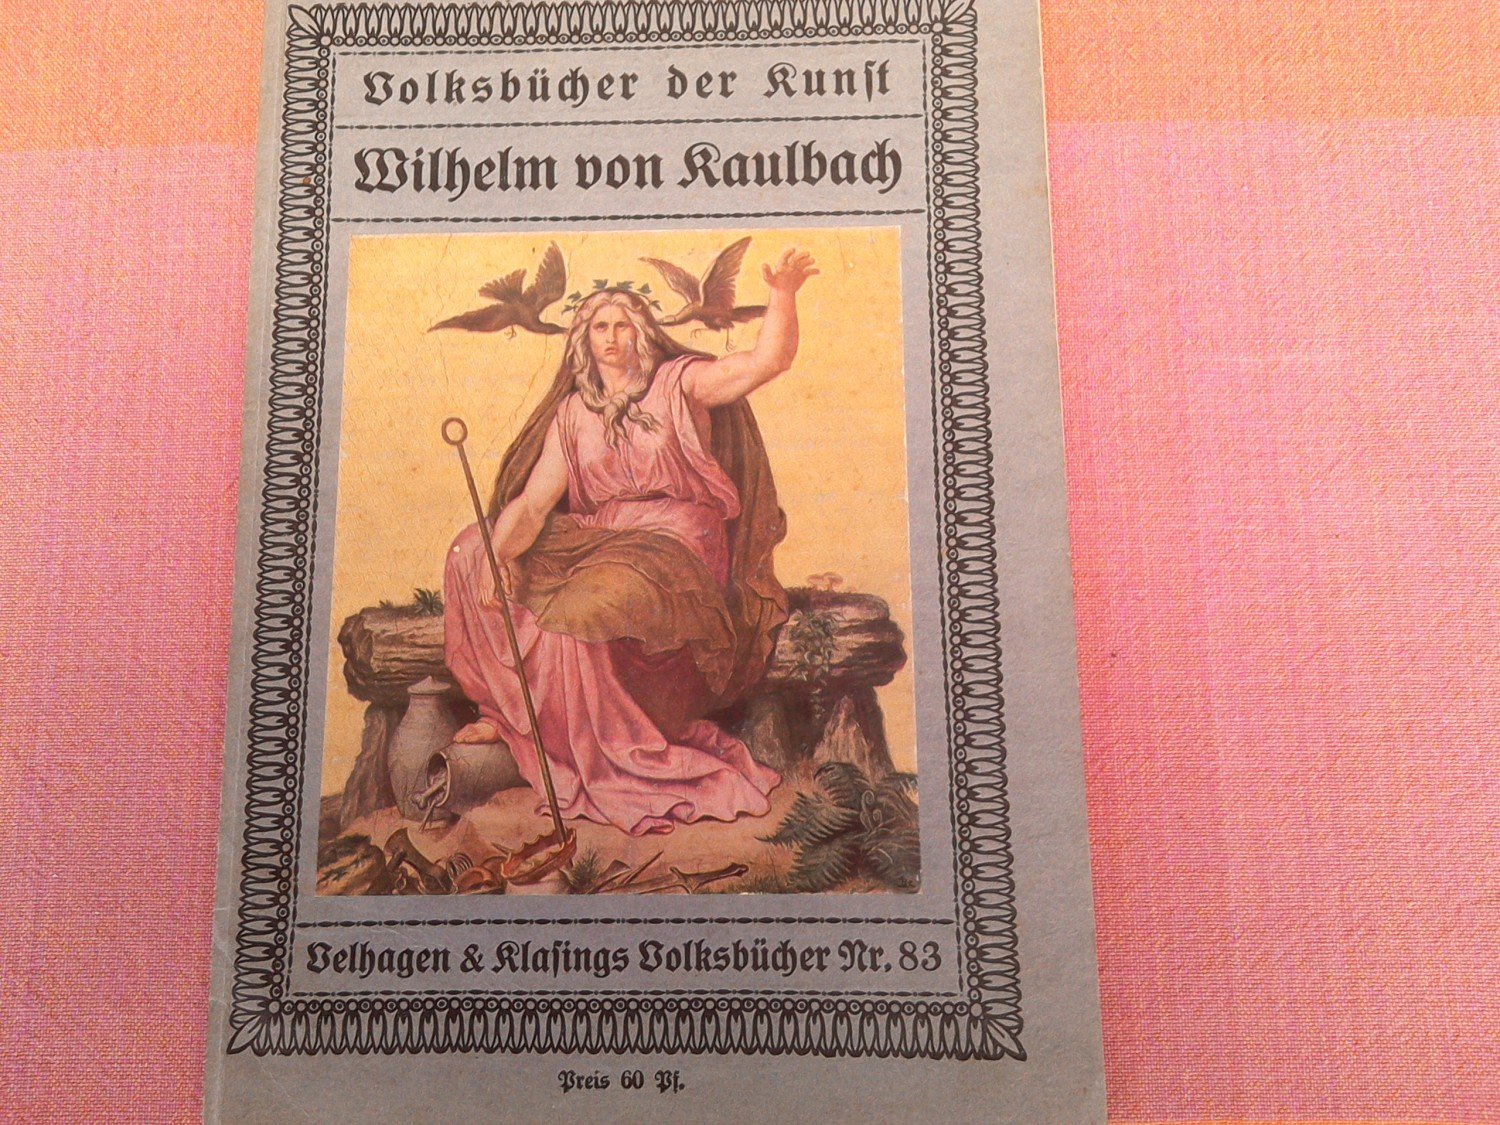 Volksbücher der Kunſt
Wilhelm von Kaulbach
Velhagen & Klaſings Volksbücher Nr. 83
Preis 60 Pf.